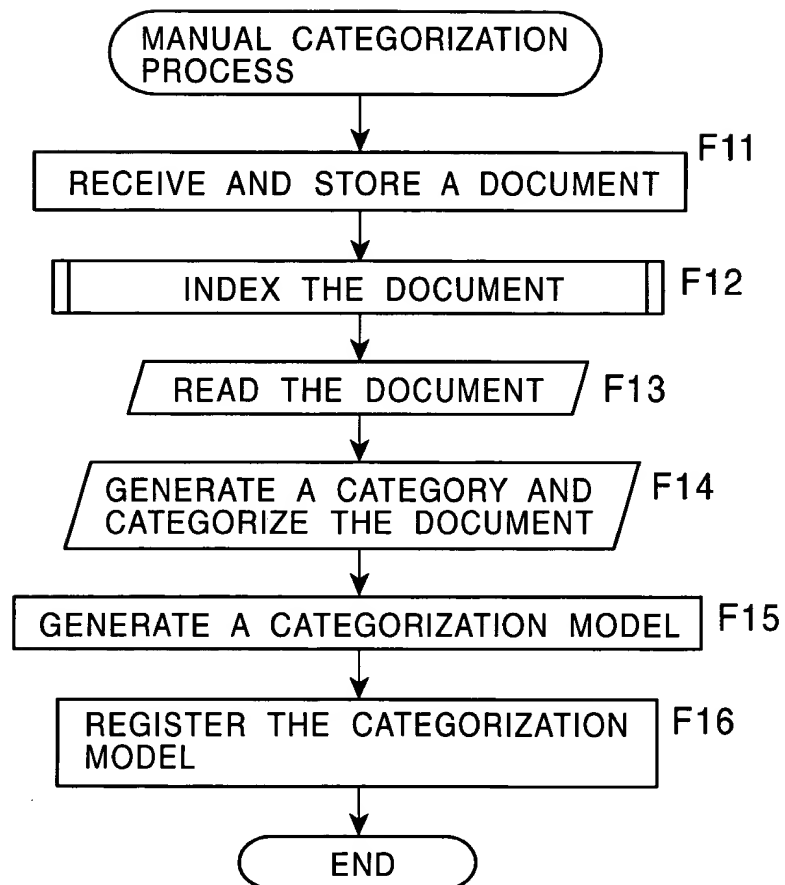 MANUAL CATEGORIZATION
PROCESS
F11
RECEIVE AND STORE A DOCUMENT
INDEX THE DOCUMENT
F12
READ THE DOCUMENT
F13
GENERATE A CATEGORY AND
CATEGORIZE THE DOCUMENT
F14
GENERATE A CATEGORIZATION MODEL
F15
REGISTER THE CATEGORIZATION
MODEL
F16
END